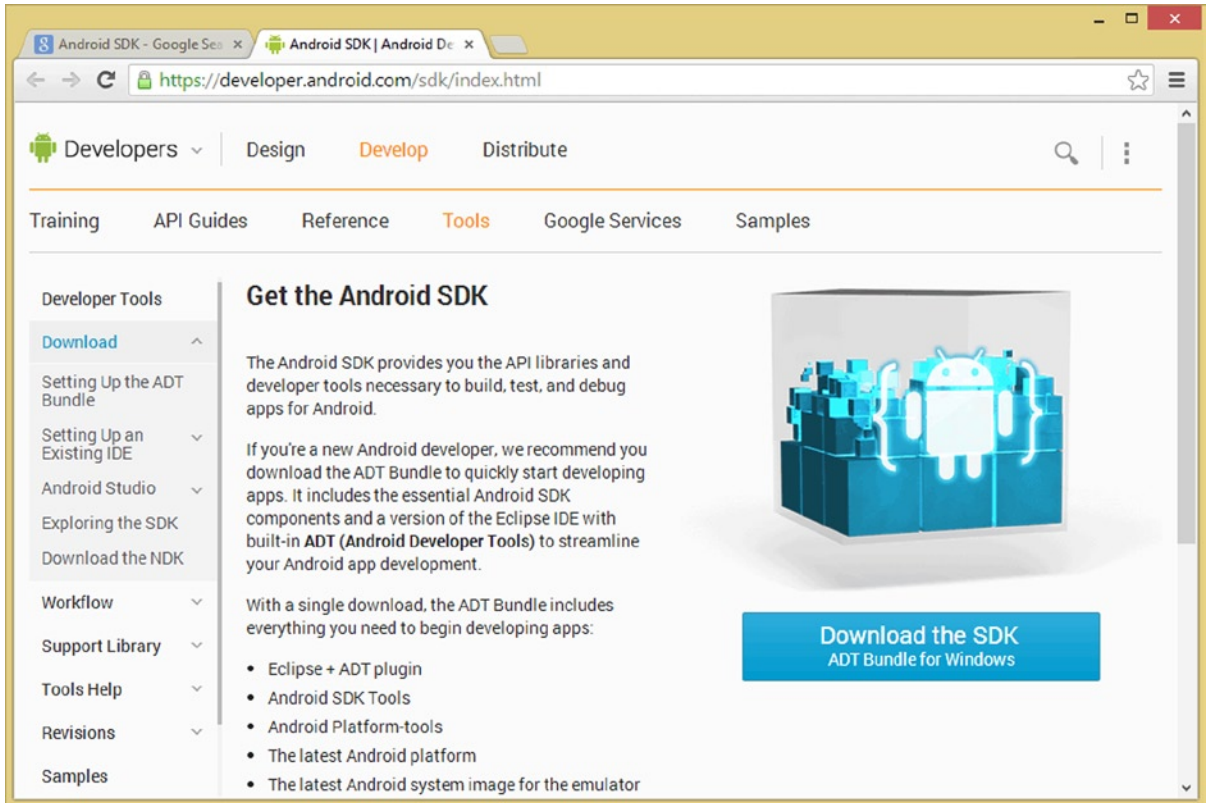 Android SDK - Google Sea
Android SDK | Android De
https://developer.android.com/sdk/index.html
Developers
Design
Develop
Distribute
Training
API Guides
Reference
Tools
Google Services
Samples
Developer Tools
Download
Setting Up the ADT
Bundle
Setting Up an
Existing IDE
Android Studio
Exploring the SDK
Download the NDK
Workflow
Support Library
Tools Help
Revisions
Samples
Get the Android SDK
The Android SDK provides you the API libraries and
developer tools necessary to build, test, and debug
apps for Android.
If you're a new Android developer, we recommend you
download the ADT Bundle to quickly start developing
apps. It includes the essential Android SDK
components and a version of the Eclipse IDE with
built-in ADT (Android Developer Tools) to streamline
your Android app development.
With a single download, the ADT Bundle includes
everything you need to begin developing apps:
• Eclipse + ADT plugin
• Android SDK Tools
• Android Platform-tools
• The latest Android platform
• The latest Android system image for the emulator
Download the SDK
ADT Bundle for Windows